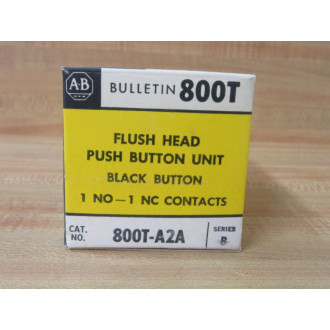 A-B BULLETIN 800T
FLUSH HEAD
PUSH BUTTON UNIT
BLACK BUTTON
1 NO—1 NC CONTACTS
CAT. NO. 800T-A2A SERIES B